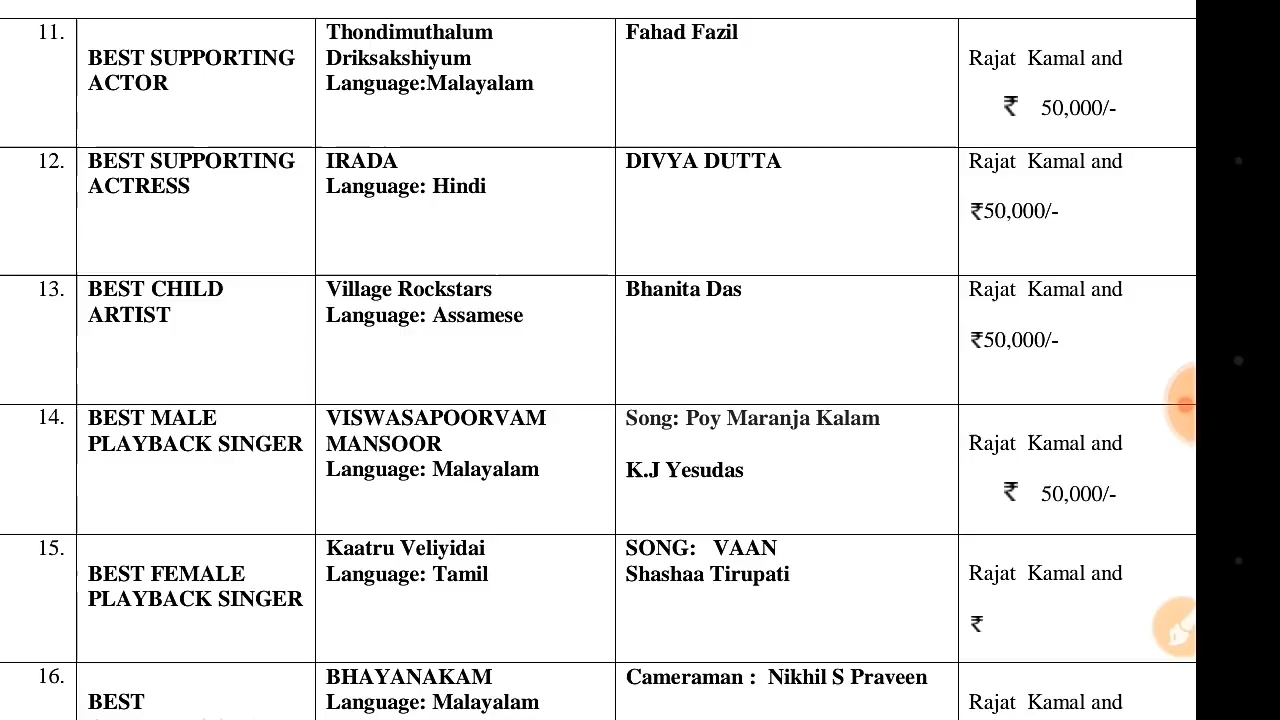 11.
BEST SUPPORTING
ACTOR
Thondimuthalum
Driksakshiyum
Language:Malayalam
Fahad Fazil
Rajat Kamal and
₹ 50,000/-
12.
BEST SUPPORTING
ACTRESS
IRADA
Language: Hindi
DIVYA DUTTA
Rajat Kamal and
₹50,000/-
13.
BEST CHILD
ARTIST
Village Rockstars
Language: Assamese
Bhanita Das
Rajat Kamal and
₹50,000/-
14.
BEST MALE
PLAYBACK SINGER
VISWASAPOORVAM
MANSOOR
Language: Malayalam
Song: Poy Maranja Kalam
K.J Yesudas
Rajat Kamal and
₹ 50,000/-
15.
BEST FEMALE
PLAYBACK SINGER
Kaatru Veliyidai
Language: Tamil
SONG: VAAN
Shashaa Tirupati
Rajat Kamal and
₹
16.
BEST
BHAYANAKAM
Language: Malayalam
Cameraman : Nikhil S Praveen
Rajat Kamal and